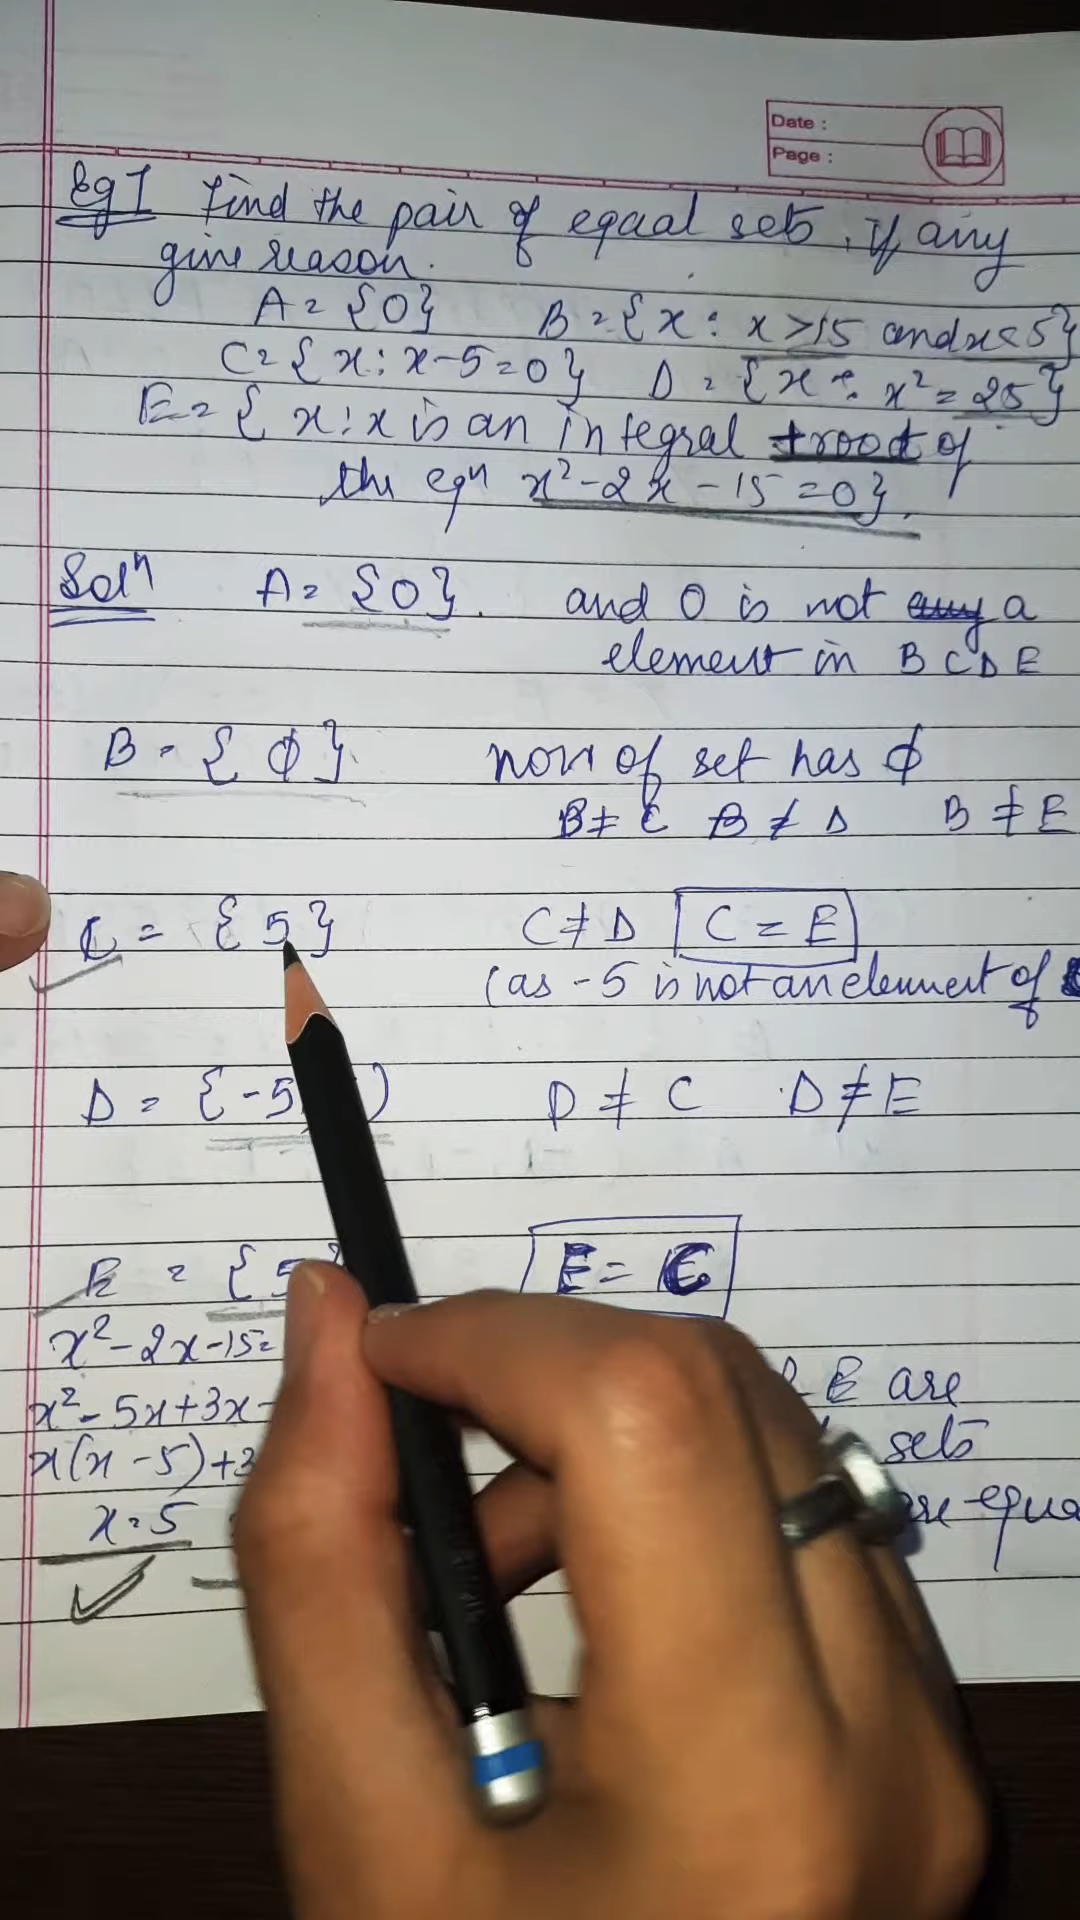 Date :
Page :
Eg 1 Find the pair of equal sets, if any
give reason.
A = {0} B = {x : x > 15 and x < 5}
C = {x : x - 5 = 0} D = {x : x² = 25}
E = { x : x is an integral +root of
the eqⁿ x² - 2x - 15 = 0}.
Solⁿ A = {0}. and 0 is not a
element in B C D E
B = { ϕ } of set has ϕ
B ≠ C B ≠ D B ≠ E
C = {5} C ≠ D C = E
(as -5 is not an element of
D = {-5 ) D ≠ C D ≠ E
E = {5} E = C
x² - 2x - 15 =
x² - 5x + 3x -
x(x - 5) + 3
x = 5
E are
sets
are equa